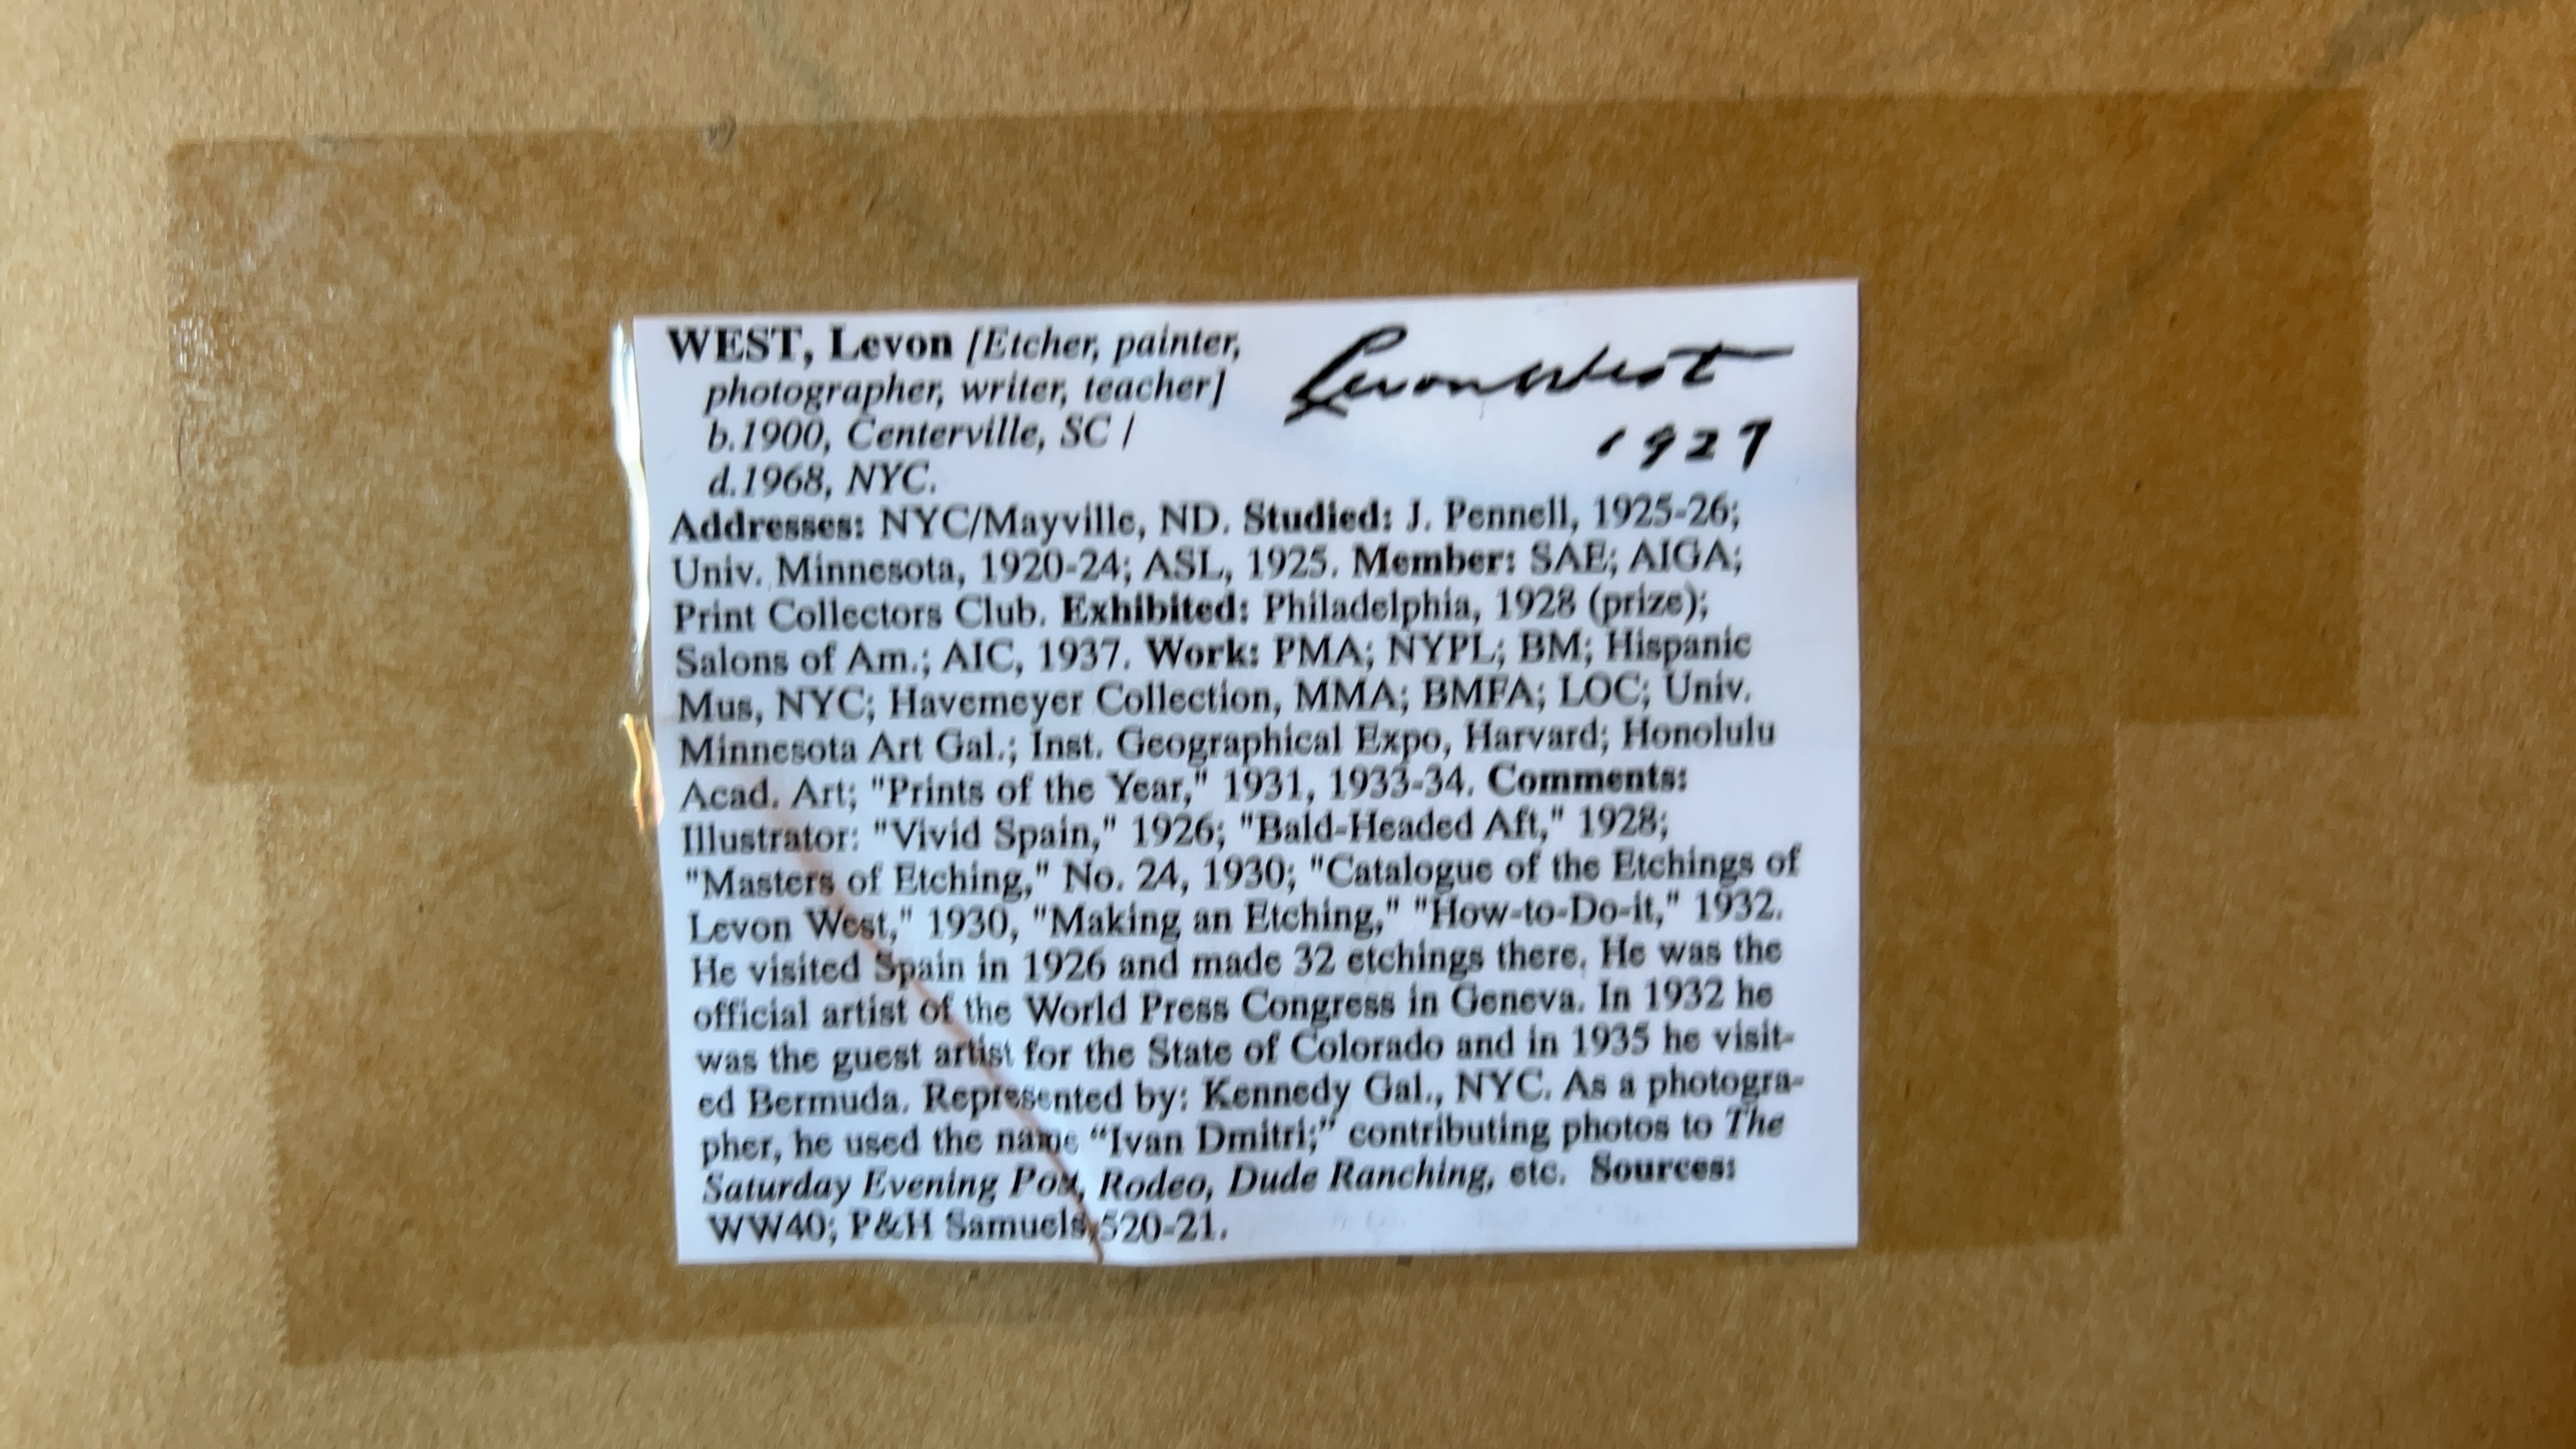 WEST, Levon [Etcher, painter,
photographer, writer, teacher]
b.1900, Centerville, SC /
d.1968, NYC.
Levon West
1927
Addresses: NYC/Mayville, ND. Studied: J. Pennell, 1925-26;
Univ. Minnesota, 1920-24; ASL, 1925. Member: SAE; AIGA;
Print Collectors Club. Exhibited: Philadelphia, 1928 (prize);
Salons of Am.; AIC, 1937. Work: PMA; NYPL; BM; Hispanic
Mus, NYC; Havemeyer Collection, MMA; BMFA; LOC; Univ.
Minnesota Art Gal.; Inst. Geographical Expo, Harvard; Honolulu
Acad. Art; "Prints of the Year," 1931, 1933-34. Comments:
Illustrator: "Vivid Spain," 1926; "Bald-Headed Aft," 1928;
"Masters of Etching," No. 24, 1930; "Catalogue of the Etchings of
Levon West," 1930, "Making an Etching," "How-to-Do-it," 1932.
He visited Spain in 1926 and made 32 etchings there. He was the
official artist of the World Press Congress in Geneva. In 1932 he
was the guest artist for the State of Colorado and in 1935 he visit-
ed Bermuda. Represented by: Kennedy Gal., NYC. As a photogra-
pher, he used the name “Ivan Dmitri;” contributing photos to The
Saturday Evening Post, Rodeo, Dude Ranching, etc. Sources:
WW40; P&H Samuels, 520-21.